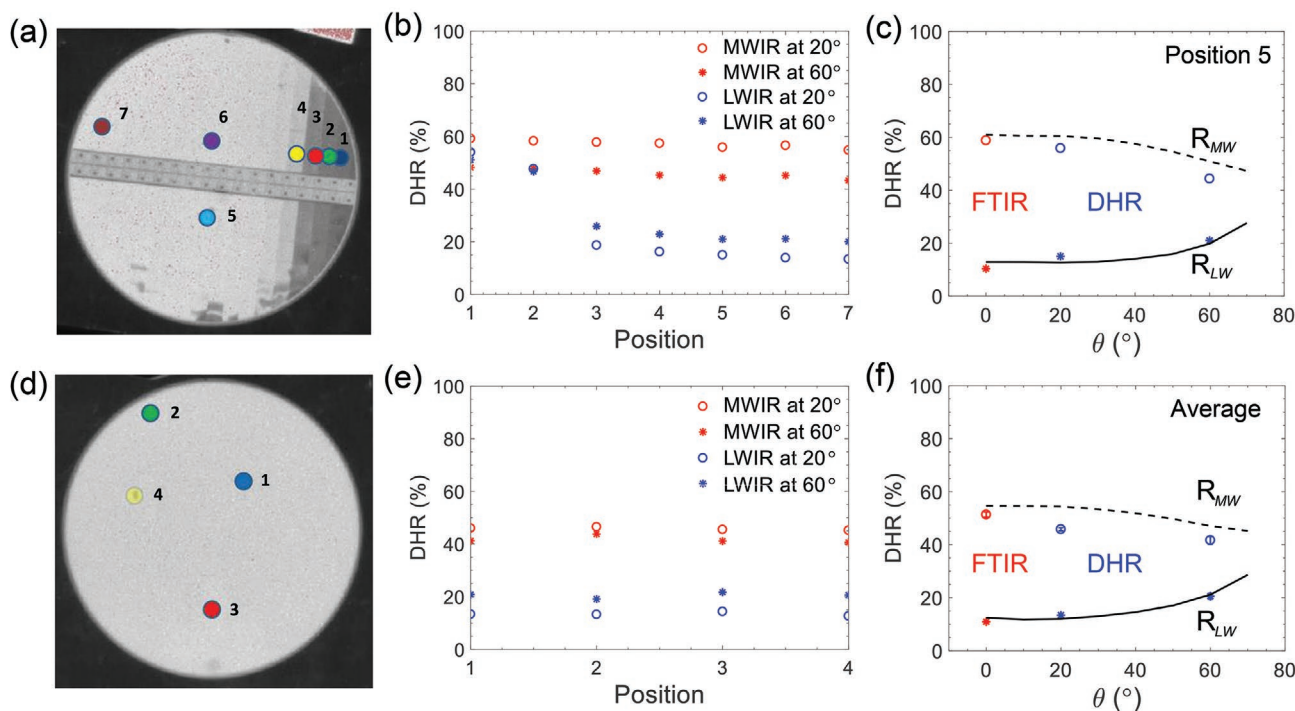 (a)
7
6
4
3
2
1
5
(b)
100
80
60
40
20
0
DHR (%)
MWIR at 20°
MWIR at 60°
LWIR at 20°
LWIR at 60°
1
2
3
4
5
6
7
Position
(c)
100
80
60
40
20
0
DHR (%)
Position 5
R_MW
FTIR
DHR
R_LW
0
20
40
60
80
θ (°)
(d)
2
1
4
3
(e)
100
80
60
40
20
0
DHR (%)
MWIR at 20°
MWIR at 60°
LWIR at 20°
LWIR at 60°
1
2
3
4
Position
(f)
100
80
60
40
20
0
DHR (%)
Average
R_MW
FTIR
DHR
R_LW
0
20
40
60
80
θ (°)